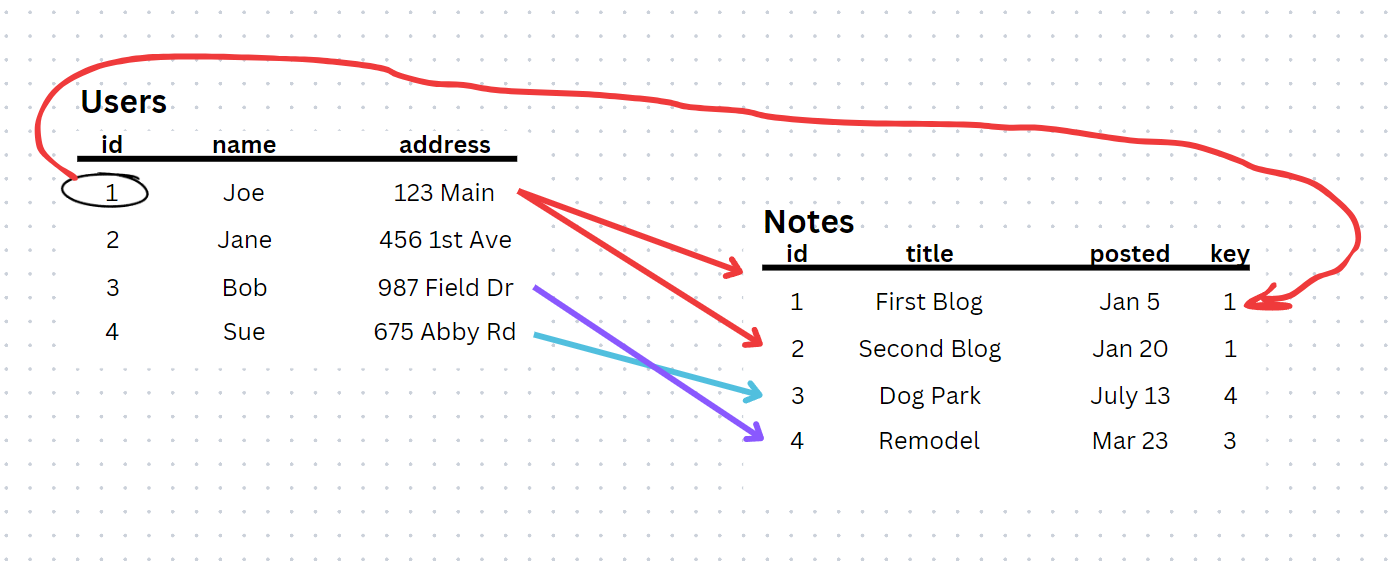 Users
id name address
1 Joe 123 Main
2 Jane 456 1st Ave
3 Bob 987 Field Dr
4 Sue 675 Abby Rd
Notes
id title posted key
1 First Blog Jan 5 1
2 Second Blog Jan 20 1
3 Dog Park July 13 4
4 Remodel Mar 23 3